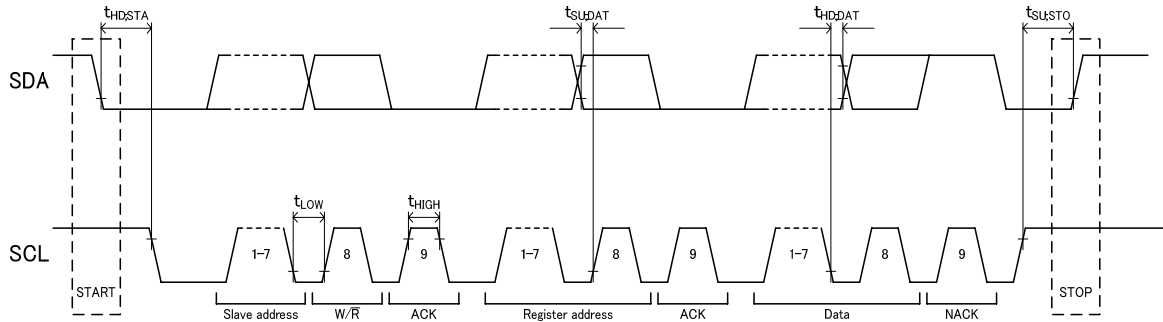 tHD;STA
tSU;DAT
tHD;DAT
tSU;STO
SDA
tLOW
tHIGH
SCL
1-7 8 9 1-7 8 9 1-7 8 9
START STOP
Slave address W/R̅ ACK Register address ACK Data NACK